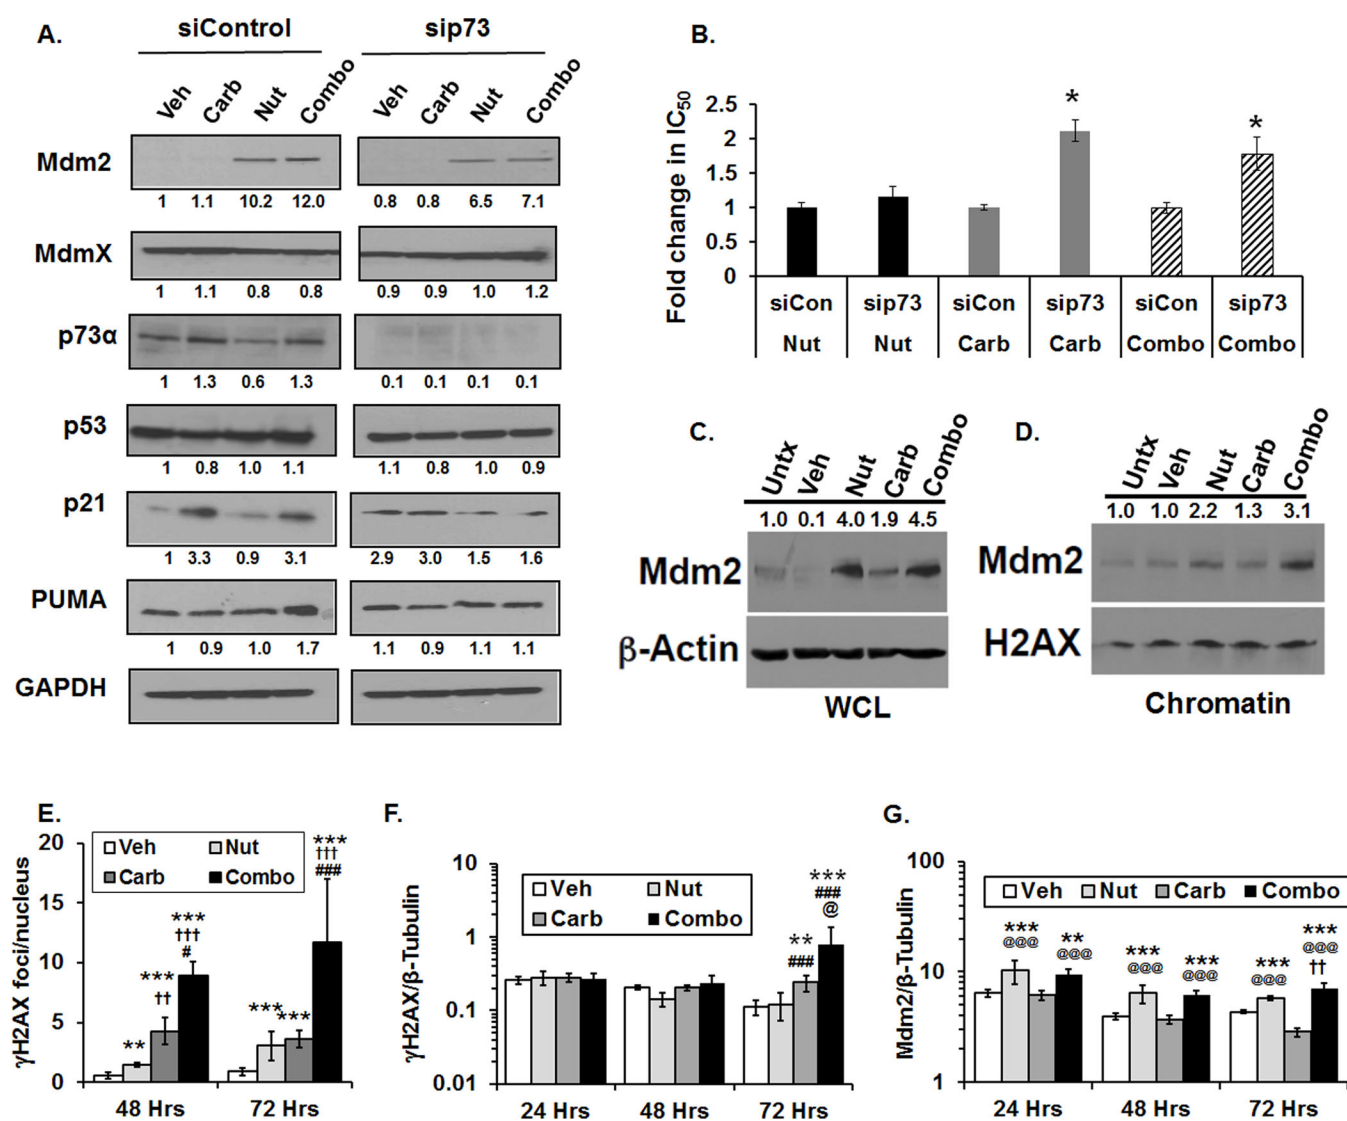 A.
siControl
sip73
Veh Carb Nut Combo
Veh Carb Nut Combo
Mdm2
1 1.1 10.2 12.0
0.8 0.8 6.5 7.1
MdmX
1 1.1 0.8 0.8
0.9 0.9 1.0 1.2
p73α
1 1.3 0.6 1.3
0.1 0.1 0.1 0.1
p53
1 0.8 1.0 1.1
1.1 0.8 1.0 0.9
p21
1 3.3 0.9 3.1
2.9 3.0 1.5 1.6
PUMA
1 0.9 1.0 1.7
1.1 0.9 1.1 1.1
GAPDH
B.
Fold change in IC50
2.5
2
1.5
1
0.5
0
* *
siCon sip73 siCon sip73 siCon sip73
Nut Nut Carb Carb Combo Combo
C.
Untx Veh Nut Carb Combo
1.0 0.1 4.0 1.9 4.5
Mdm2
β-Actin
WCL
D.
Untx Veh Nut Carb Combo
1.0 1.0 2.2 1.3 3.1
Mdm2
H2AX
Chromatin
E.
γH2AX foci/nucleus
20
15
10
5
0
Veh Nut
Carb Combo
**
***
††
***
†††
#
***
***
***
†††
###
48 Hrs 72 Hrs
F.
γH2AX/β-Tubulin
10
1
0.1
0.01
Veh Nut
Carb Combo
**
###
***
###
@
24 Hrs 48 Hrs 72 Hrs
G.
Mdm2/β-Tubulin
100
10
1
Veh Nut Carb Combo
***
@@@
**
@@@
***
@@@
***
@@@
***
@@@
***
@@@
††
24 Hrs 48 Hrs 72 Hrs